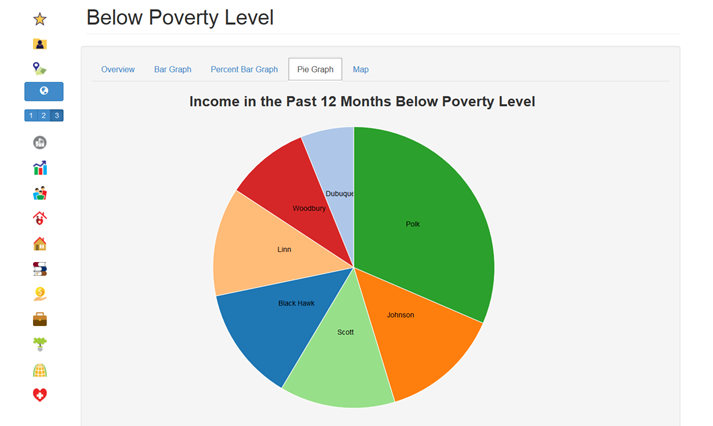 Below Poverty Level
1 2 3
Overview Bar Graph Percent Bar Graph Pie Graph Map
Income in the Past 12 Months Below Poverty Level
Dubuque
Woodbury
Polk
Linn
Black Hawk
Johnson
Scott